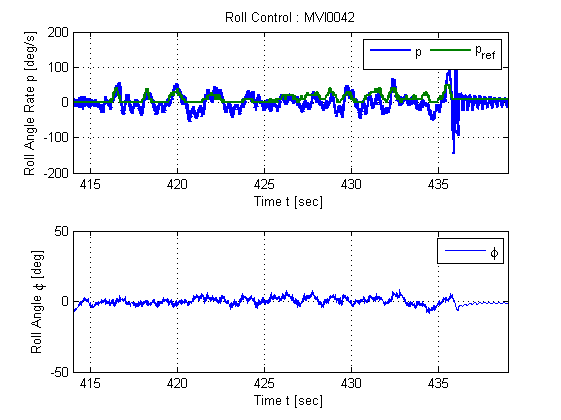 Roll Control : MVI0042
Roll Angle Rate p [deg/s]
200
100
0
-100
-200
p
p_ref
415
420
425
430
435
Time t [sec]
Roll Angle ϕ [deg]
50
0
-50
ϕ
415
420
425
430
435
Time t [sec]